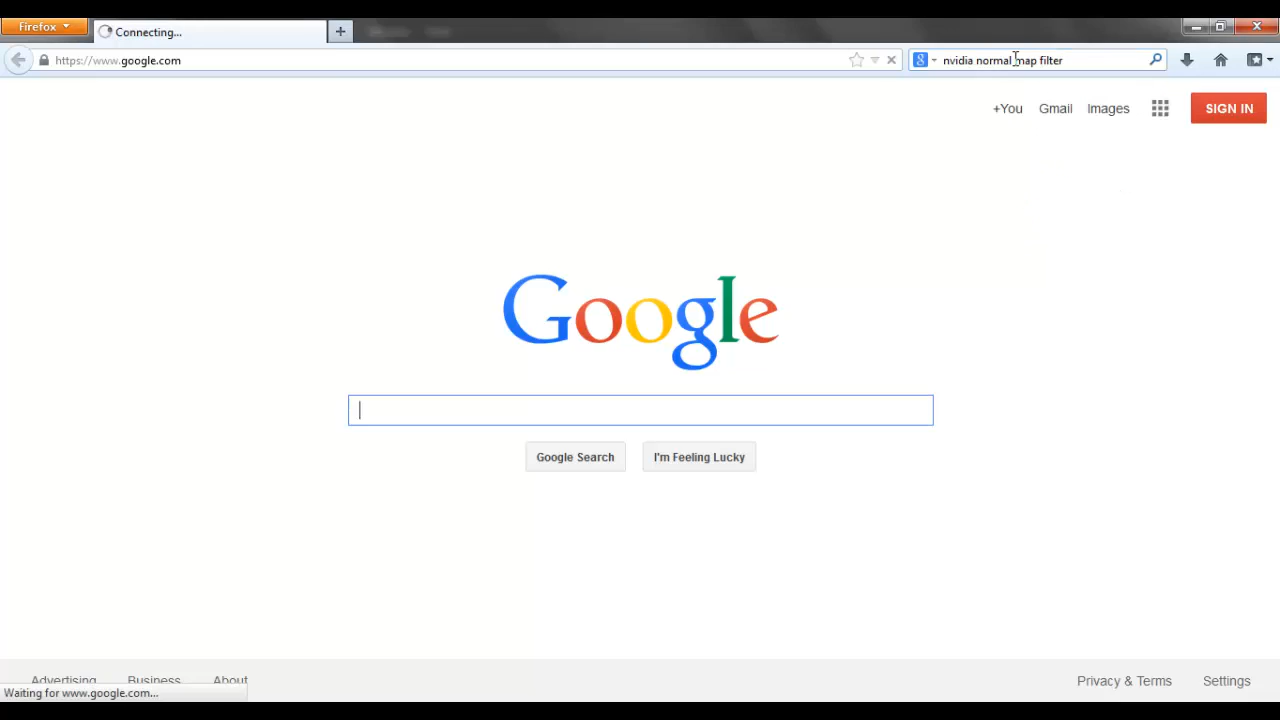 Firefox
Connecting...
https://www.google.com
nvidia normal map filter
+You Gmail Images SIGN IN
Google
Google Search I'm Feeling Lucky
Advertising Business About Privacy & Terms Settings
Waiting for www.google.com...